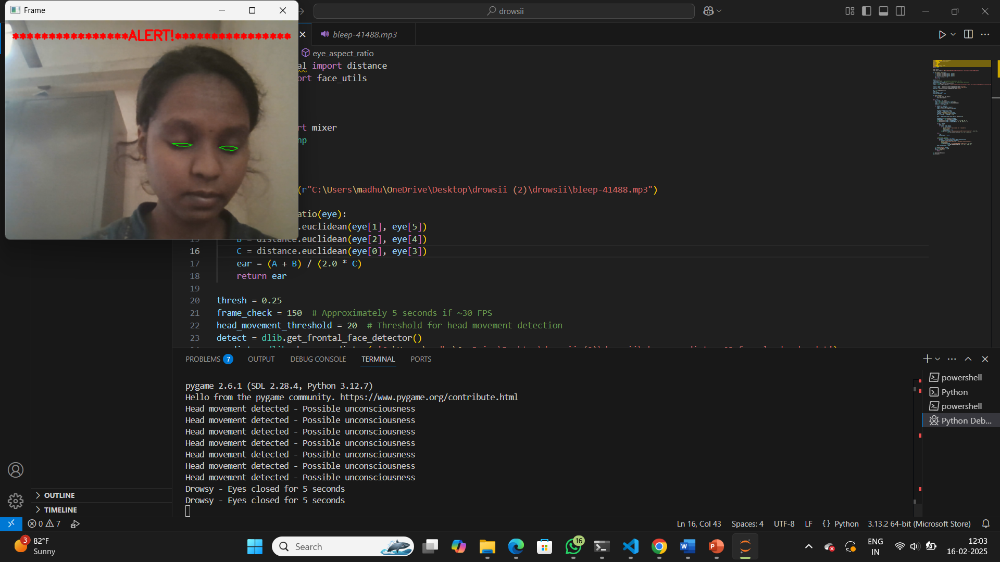 Frame
****************ALERT!****************
drowsii
bleep-41488.mp3
eye_aspect_ratio
al import distance
ort face_utils
rt mixer
np
(r"C:\Users\madhu\OneDrive\Desktop\drowsii (2)\drowsii\bleep-41488.mp3")
atio(eye):
.euclidean(eye[1], eye[5])
B = distance.euclidean(eye[2], eye[4])
16 C = distance.euclidean(eye[0], eye[3])
17 ear = (A + B) / (2.0 * C)
18 return ear
19
20 thresh = 0.25
21 frame_check = 150 # Approximately 5 seconds if ~30 FPS
22 head_movement_threshold = 20 # Threshold for head movement detection
23 detect = dlib.get_frontal_face_detector()
PROBLEMS 7 OUTPUT DEBUG CONSOLE TERMINAL PORTS
pygame 2.6.1 (SDL 2.28.4, Python 3.12.7)
Hello from the pygame community. https://www.pygame.org/contribute.html
Head movement detected - Possible unconsciousness
Head movement detected - Possible unconsciousness
Head movement detected - Possible unconsciousness
Head movement detected - Possible unconsciousness
Head movement detected - Possible unconsciousness
Head movement detected - Possible unconsciousness
Head movement detected - Possible unconsciousness
Drowsy - Eyes closed for 5 seconds
Drowsy - Eyes closed for 5 seconds
powershell
Python
powershell
Python Deb...
OUTLINE
TIMELINE
0 7 Ln 16, Col 43 Spaces: 4 UTF-8 LF {} Python 3.13.2 64-bit (Microsoft Store)
3 82°F
Sunny
Search
16
ENG
IN
12:03
16-02-2025